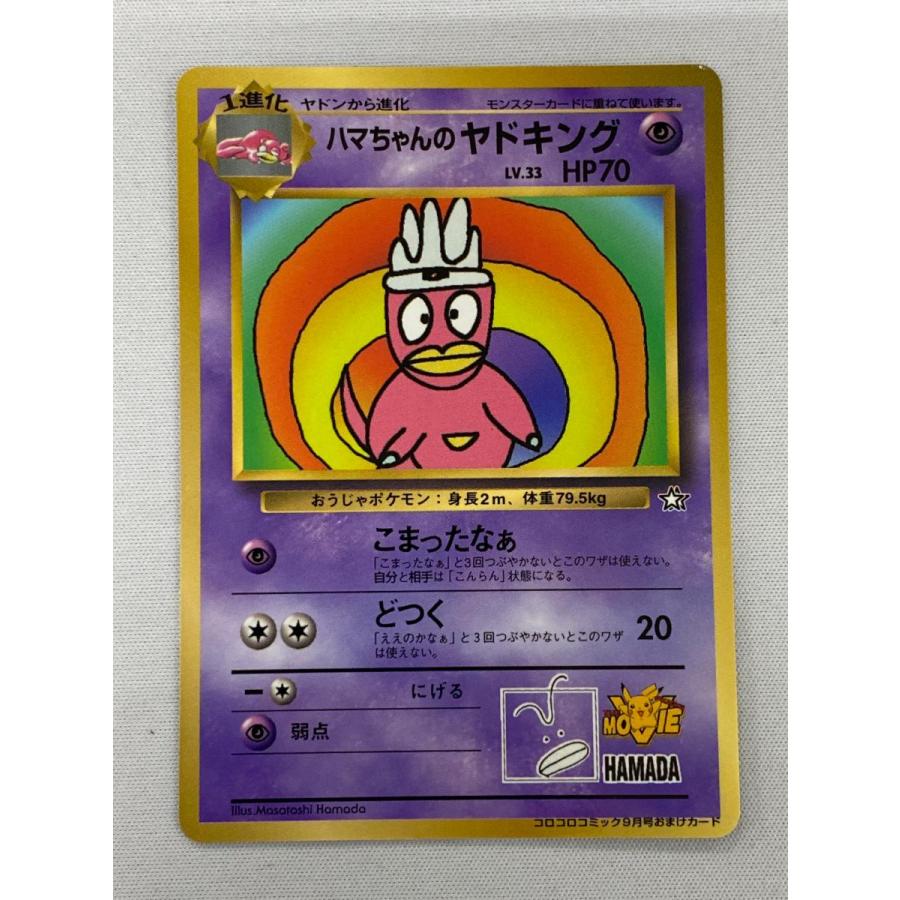 1進化 ヤドンから進化 モンスターカードに重ねて使います。
ハマちゃんのヤドキング
LV.33 HP70
おうじゃポケモン：身長2m、体重79.5kg
こまったなぁ
「こまったなぁ」と3回つぶやかないとこのワザは使えない。
自分と相手は「こんらん」状態になる。
どつく 20
「ええのかなぁ」と3回つぶやかないとこのワザ
は使えない。
にげる
弱点
MOVIE
HAMADA
Illus.Masatoshi Hamada
コロコロコミック9月号おまけカード